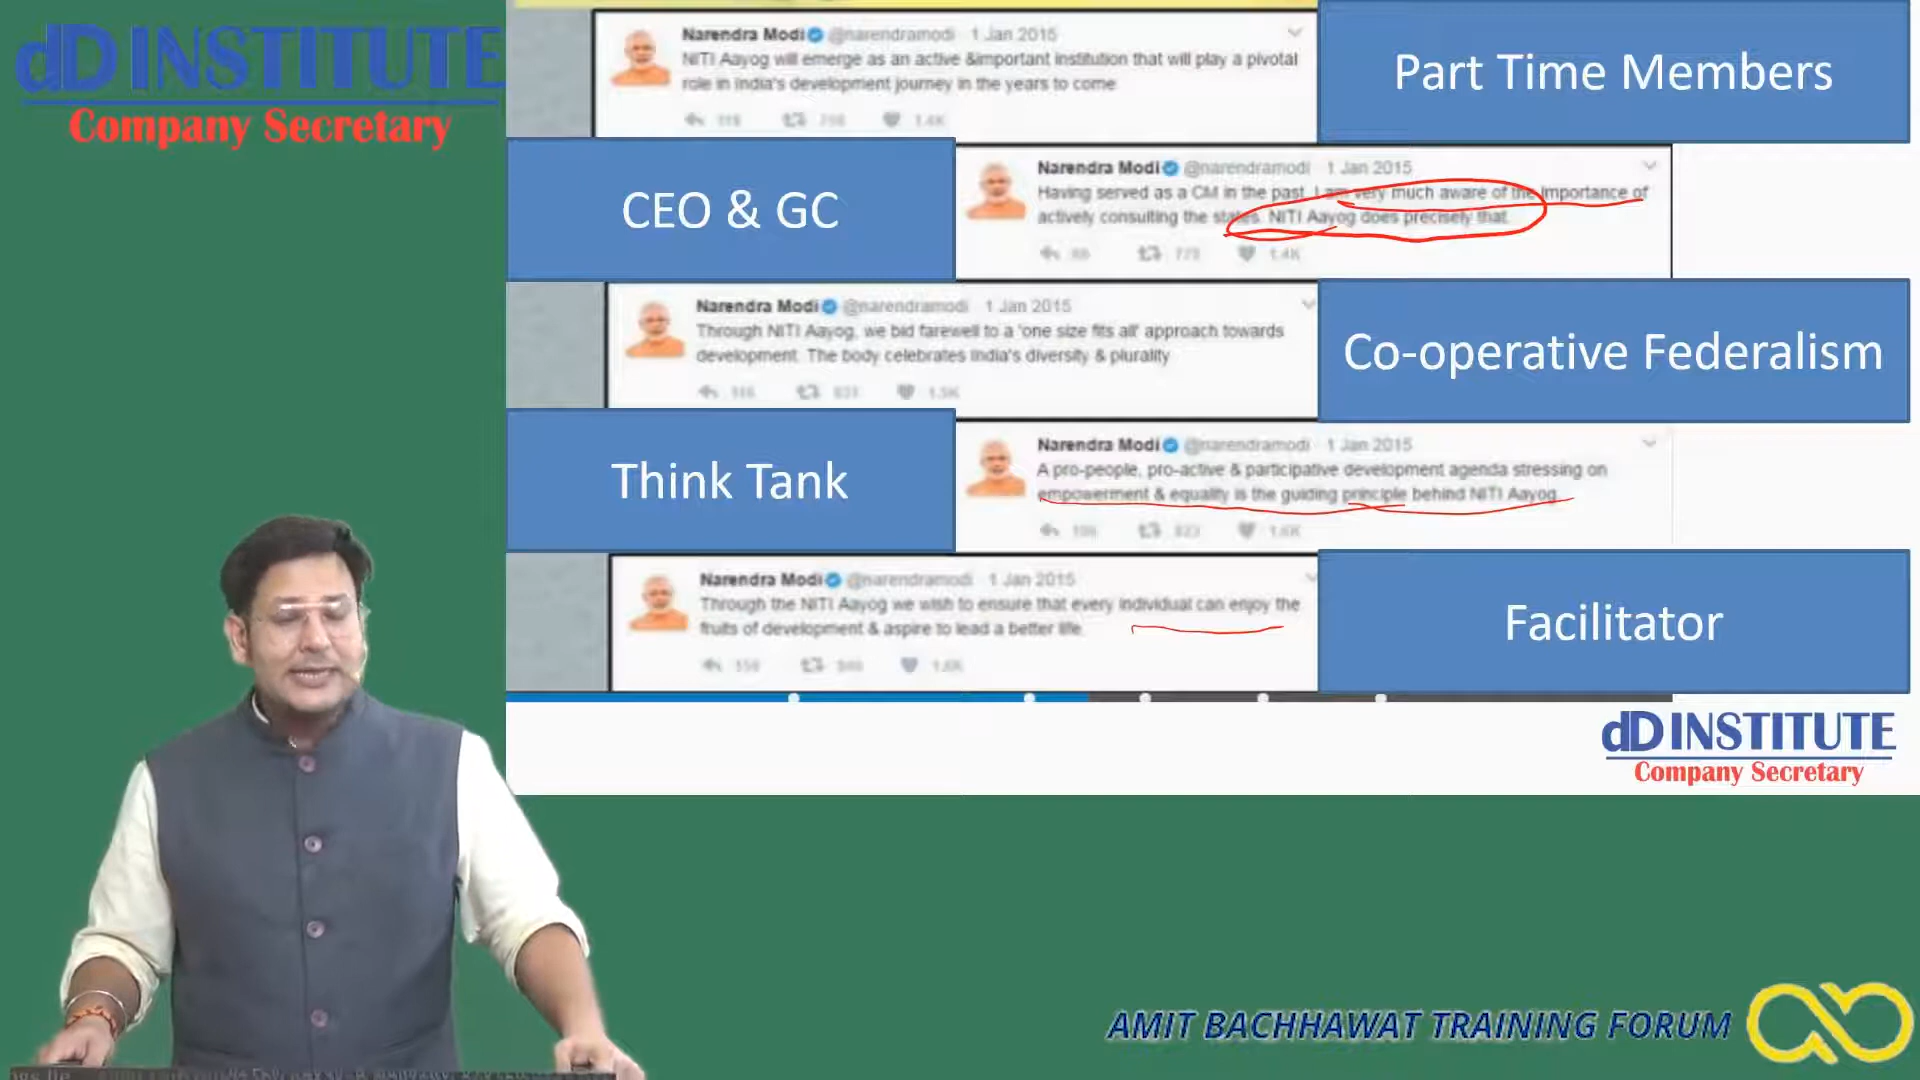 dD INSTITUTE
Company Secretary
Narendra Modi @narendramodi · 1 Jan 2015
NITI Aayog will emerge as an active &important institution that will play a pivotal
role in India's development journey in the years to come
1.4K
Part Time Members
CEO & GC
Narendra Modi @narendramodi · 1 Jan 2015
Having served as a CM in the past, I am very much aware of the importance of
actively consulting the states. NITI Aayog does precisely that.
1.4K
Narendra Modi @narendramodi · 1 Jan 2015
Through NITI Aayog, we bid farewell to a 'one size fits all' approach towards
development. The body celebrates India's diversity & plurality
Co-operative Federalism
Think Tank
Narendra Modi @narendramodi · 1 Jan 2015
A pro-people, pro-active & participative development agenda stressing on
empowerment & equality is the guiding principle behind NITI Aayog.
Narendra Modi @narendramodi · 1 Jan 2015
Through the NITI Aayog we wish to ensure that every individual can enjoy the
fruits of development & aspire to lead a better life.
Facilitator
dD INSTITUTE
Company Secretary
AMIT BACHHAWAT TRAINING FORUM